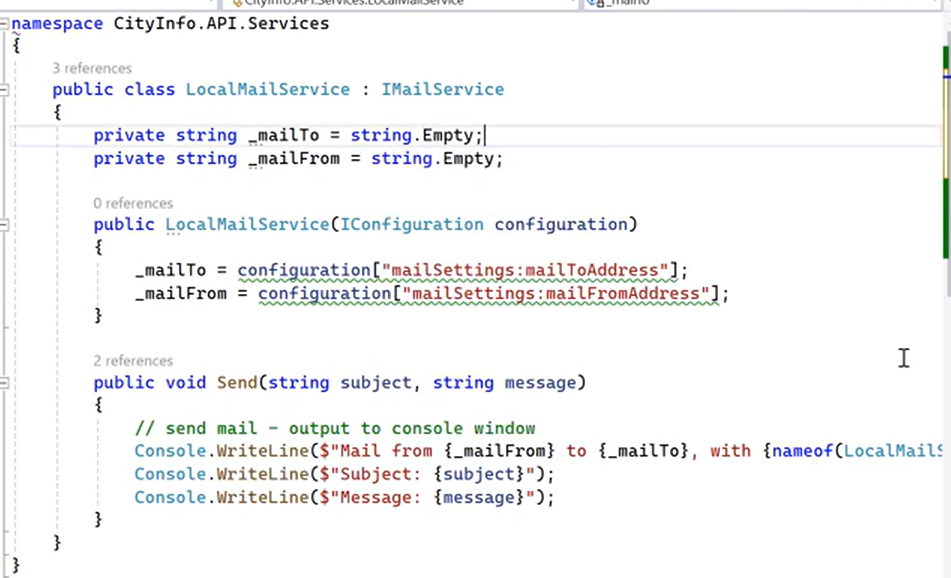 CityInfo.API.Services.LocalMailService _mailTo
namespace CityInfo.API.Services
{
3 references
public class LocalMailService : IMailService
{
private string _mailTo = string.Empty;
private string _mailFrom = string.Empty;
0 references
public LocalMailService(IConfiguration configuration)
{
_mailTo = configuration["mailSettings:mailToAddress"];
_mailFrom = configuration["mailSettings:mailFromAddress"];
}
2 references
public void Send(string subject, string message)
{
// send mail - output to console window
Console.WriteLine($"Mail from {_mailFrom} to {_mailTo}, with {nameof(LocalMailS
Console.WriteLine($"Subject: {subject}");
Console.WriteLine($"Message: {message}");
}
}
}